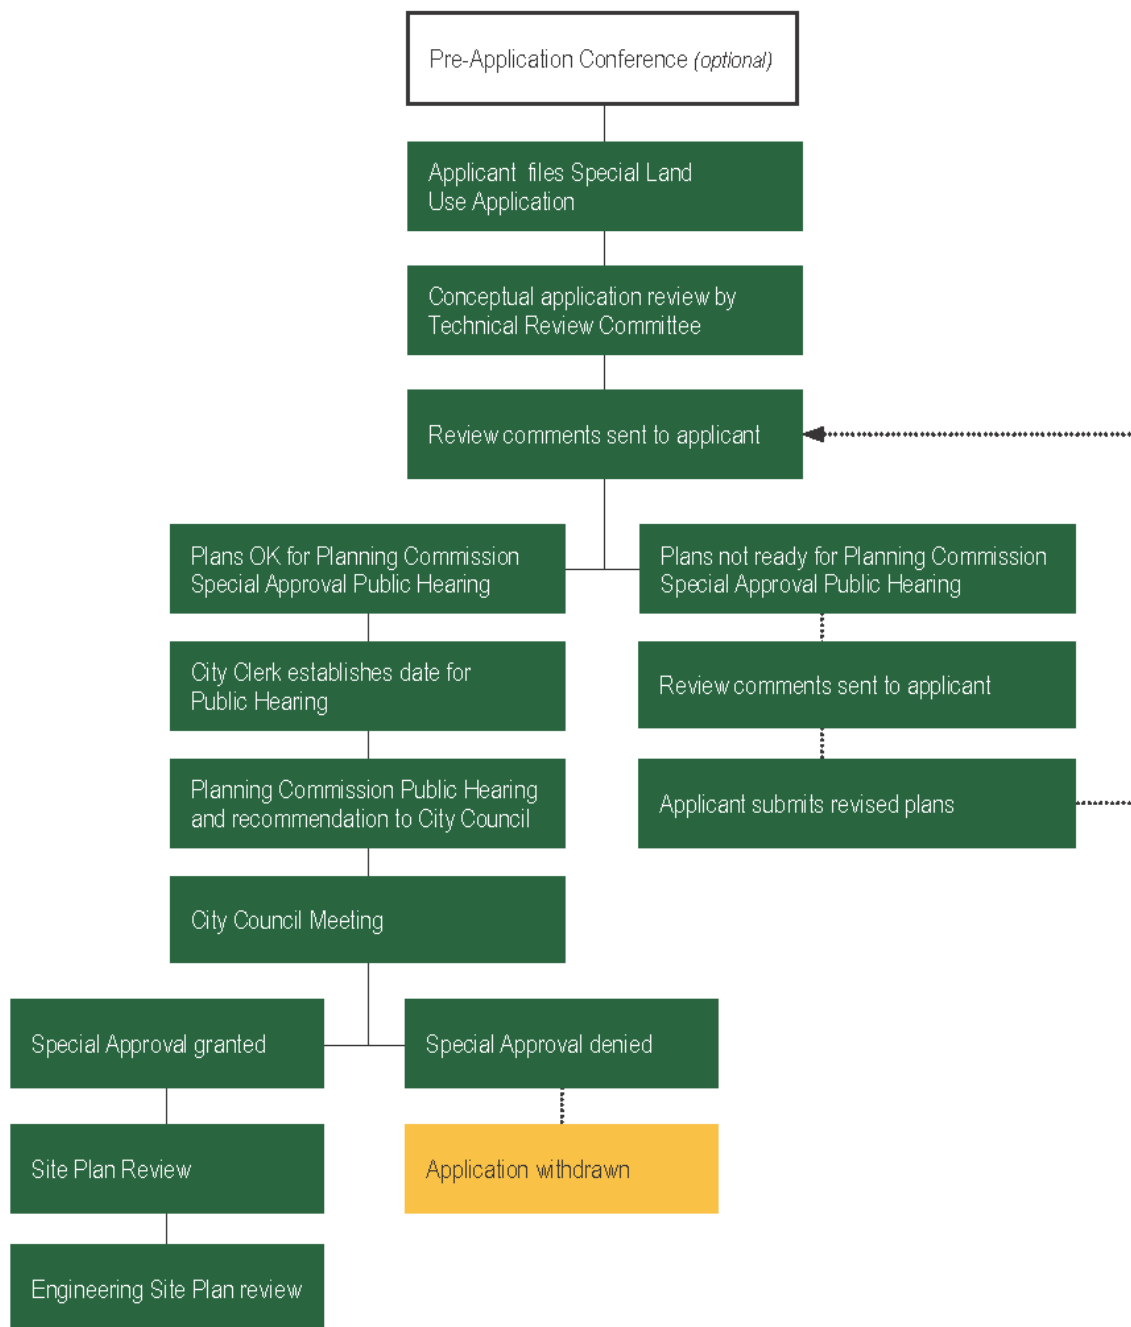 Pre-Application Conference (optional)
Applicant files Special Land
Use Application
Conceptual application review by
Technical Review Committee
Review comments sent to applicant
Plans OK for Planning Commission
Special Approval Public Hearing
Plans not ready for Planning Commission
Special Approval Public Hearing
City Clerk establishes date for
Public Hearing
Review comments sent to applicant
Planning Commission Public Hearing
and recommendation to City Council
Applicant submits revised plans
City Council Meeting
Special Approval granted
Special Approval denied
Site Plan Review
Application withdrawn
Engineering Site Plan review